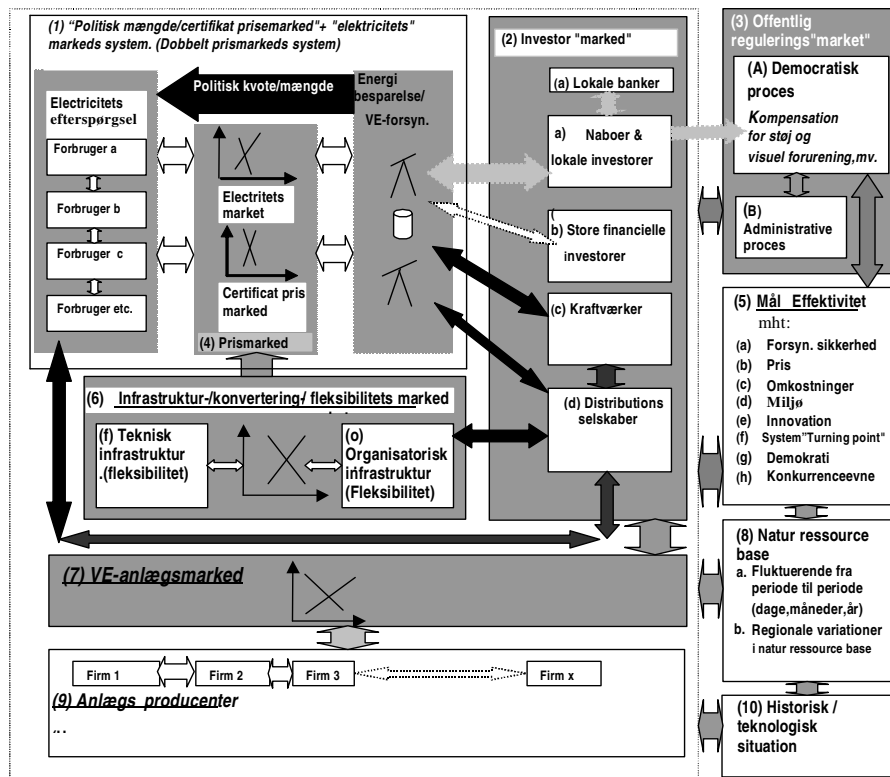 (1) “Politisk mængde/certifikat prisemarked"+ "elektricitets"
markeds system. (Dobbelt prismarkeds system)
Politisk kvote/mængde
Energi
besparelse/
VE-forsyn.
Electricitets
efterspørgsel
Forbruger a
Forbruger b
Forbruger c
Forbruger etc.
Electritets
market
Certificat pris
marked
(4) Prismarked
(2) Investor "marked"
(a) Lokale banker
a) Naboer &
lokale investorer
(
b) Store financielle
investorer
(c) Kraftværker
(d) Distributions
selskaber
(3) Offentlig
regulerings"market"
(A) Democratisk
proces
Kompensation
for støj og
visuel forurening,mv.
(B)
Administrative
proces
(5) Mål Effektivitet
mht:
(a) Forsyn. sikkerhed
(b) Pris
(c) Omkostninger
(d) Miljø
(e) Innovation
(f) System"Turning point"
(g) Demokrati
(h) Konkurrenceevne
(6) Infrastruktur-/konvertering/ fleksibilitets marked
(f) Teknisk
infrastruktur
.(fleksibilitet)
(o)
Organisatorisk
infrastruktur
(Fleksibilitet)
(7) VE-anlægsmarked
(8) Natur ressource
base
a. Fluktuerende fra
periode til periode
(dage,måneder,år)
b. Regionale variationer
i natur ressource base
Firm 1
Firm 2
Firm 3
Firm x
(9) Anlægs producenter
…
(10) Historisk /
teknologisk
situation